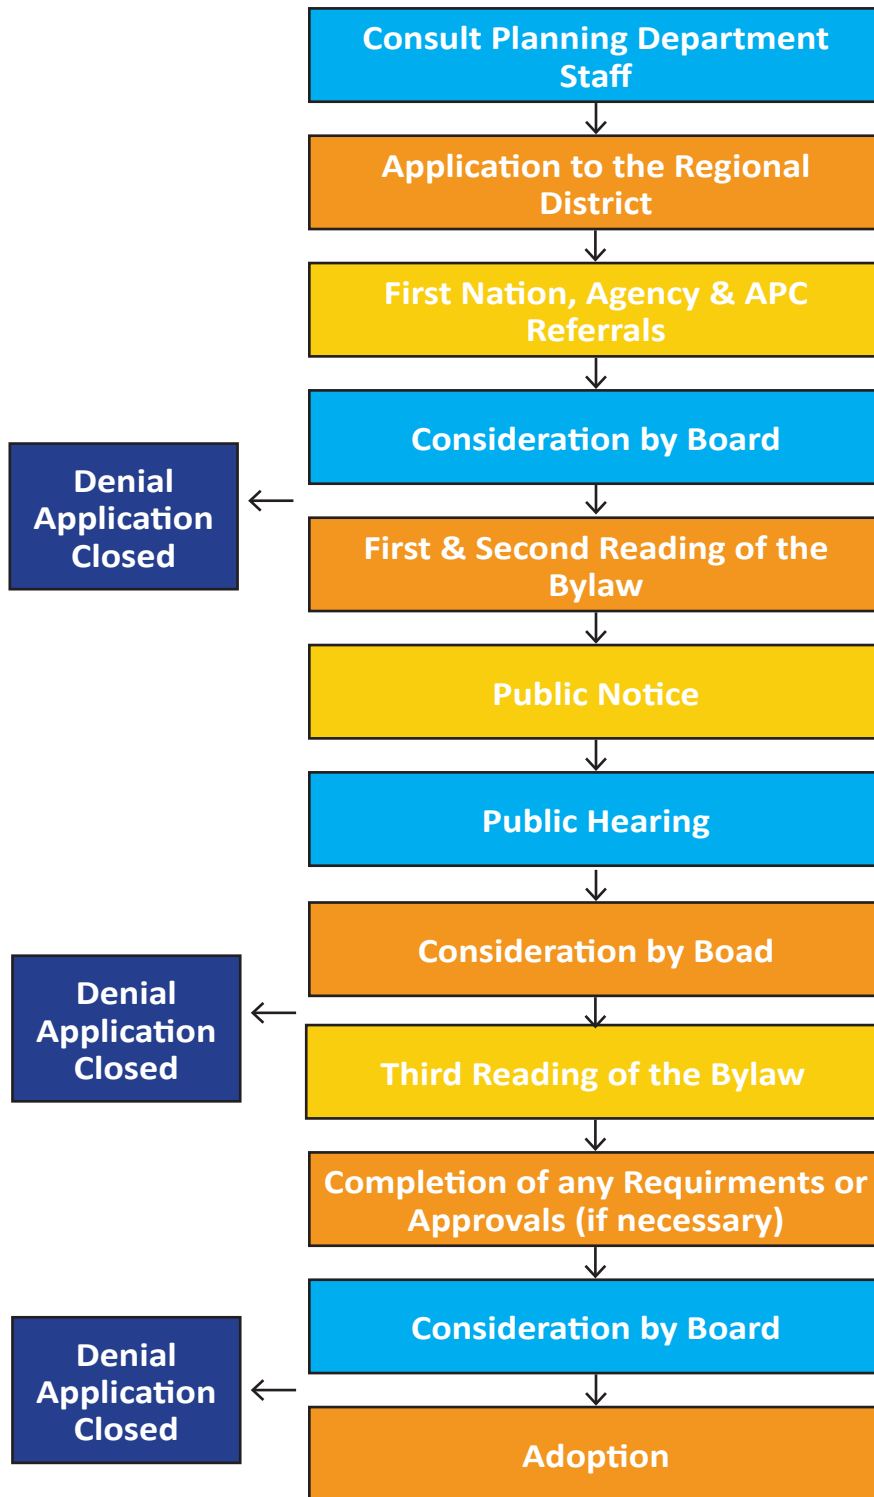 Consult Planning Department
Staff
Application to the Regional
District
First Nation, Agency & APC
Referrals
Consideration by Board
Denial
Application
Closed
First & Second Reading of the
Bylaw
Public Notice
Public Hearing
Consideration by Boad
Denial
Application
Closed
Third Reading of the Bylaw
Completion of any Requirments or
Approvals (if necessary)
Consideration by Board
Denial
Application
Closed
Adoption